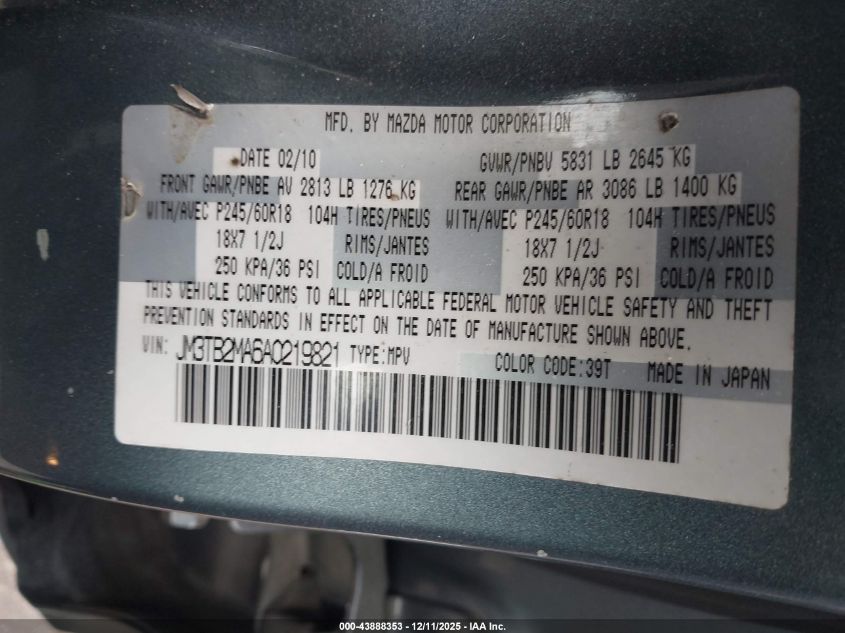 MFD. BY MAZDA MOTOR CORPORATION
DATE 02/10 GVWR/PNBV 5831 LB 2645 KG
FRONT GAWR/PNBE AV 2813 LB 1276 KG REAR GAWR/PNBE AR 3086 LB 1400 KG
WITH/AVEC P245/60R18 104H TIRES/PNEUS WITH/AVEC P245/60R18 104H TIRES/PNEUS
18X7 1/2J RIMS/JANTES 18X7 1/2J RIMS/JANTES
250 KPA/36 PSI COLD/A FROID 250 KPA/36 PSI COLD/A FROID
THIS VEHICLE CONFORMS TO ALL APPLICABLE FEDERAL MOTOR VEHICLE SAFETY AND THEFT
PREVENTION STANDARDS IN EFFECT ON THE DATE OF MANUFACTURE SHOWN ABOVE.
VIN: JM3TB2MA6A0219821 TYPE:MPV COLOR CODE:39T MADE IN JAPAN
000-43888353 - 12/11/2025 - IAA Inc.